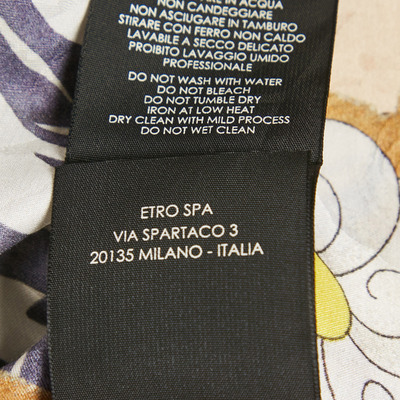 IN ACQUA
NON CANDEGGIARE
NON ASCIUGARE IN TAMBURO
STIRARE CON FERRO NON CALDO
LAVABILE A SECCO DELICATO
PROIBITO LAVAGGIO UMIDO
PROFESSIONALE
DO NOT WASH WITH WATER
DO NOT BLEACH
DO NOT TUMBLE DRY
IRON AT LOW HEAT
DRY CLEAN WITH MILD PROCESS
DO NOT WET CLEAN
ETRO SPA
VIA SPARTACO 3
20135 MILANO - ITALIA